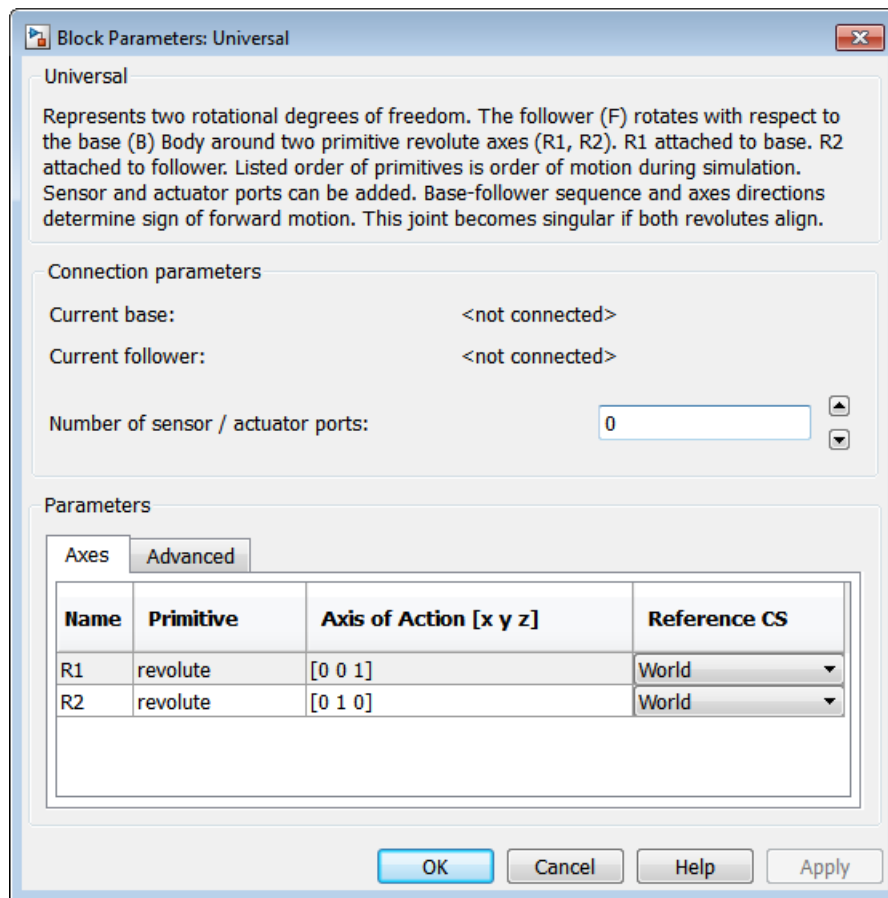 Block Parameters: Universal
Universal
Represents two rotational degrees of freedom. The follower (F) rotates with respect to
the base (B) Body around two primitive revolute axes (R1, R2). R1 attached to base. R2
attached to follower. Listed order of primitives is order of motion during simulation.
Sensor and actuator ports can be added. Base-follower sequence and axes directions
determine sign of forward motion. This joint becomes singular if both revolutes align.
Connection parameters
Current base: <not connected>
Current follower: <not connected>
Number of sensor / actuator ports: 0
Parameters
Axes Advanced
Name Primitive Axis of Action [x y z] Reference CS
R1 revolute [0 0 1] World
R2 revolute [0 1 0] World
OK Cancel Help Apply